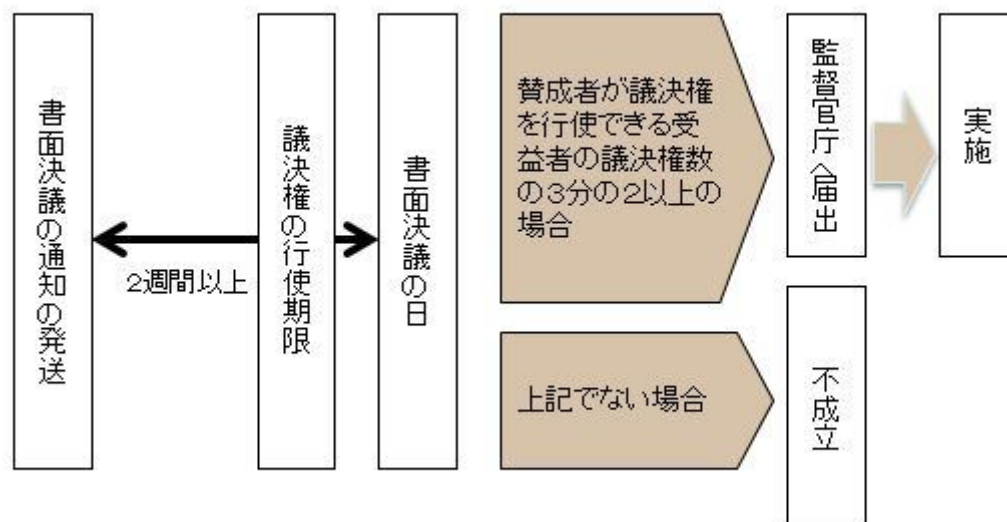 書面決議の通知の発送
2週間以上
議決権の行使期限
書面決議の日
賛成者が議決権
を行使できる受
益者の議決権数
の3分の2以上の
場合
監督官庁へ届出
実施
上記でない場合
不成立